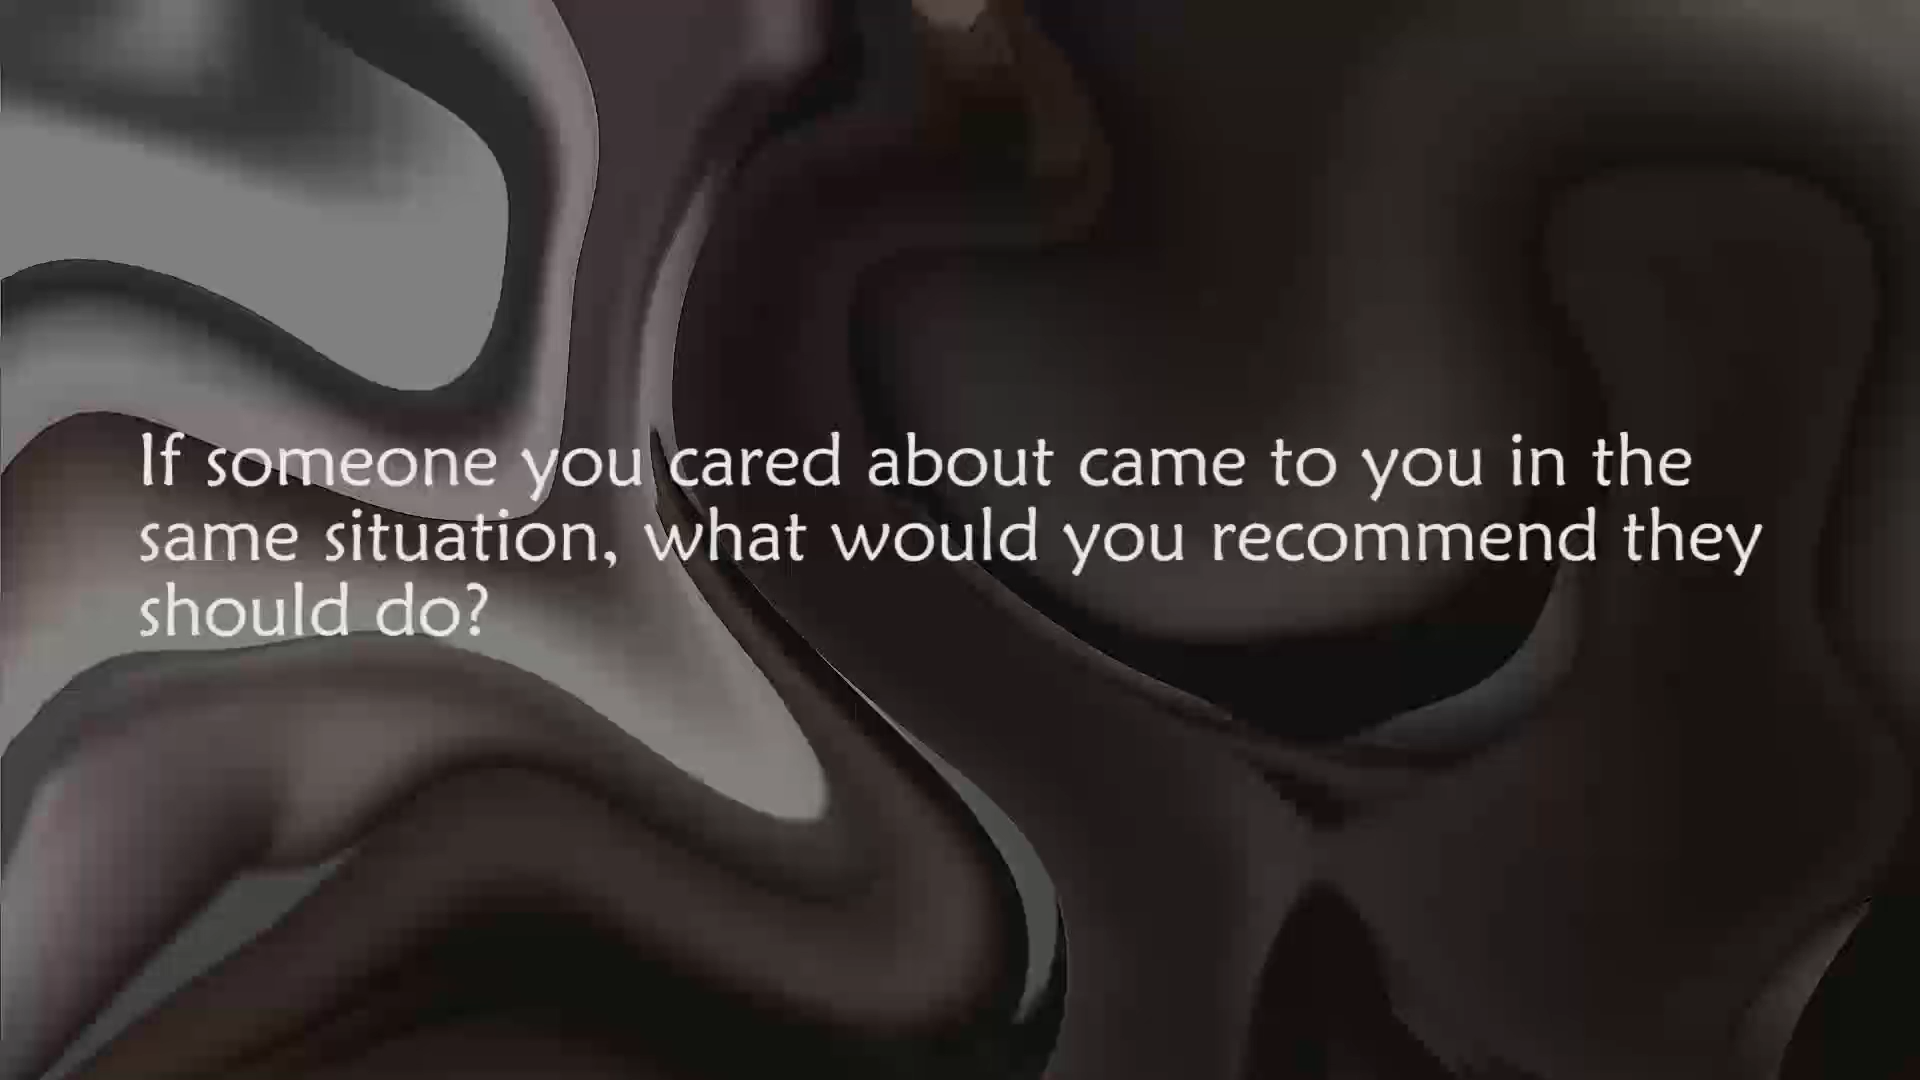 If someone you cared about came to you in the
same situation, what would you recommend they
should do?